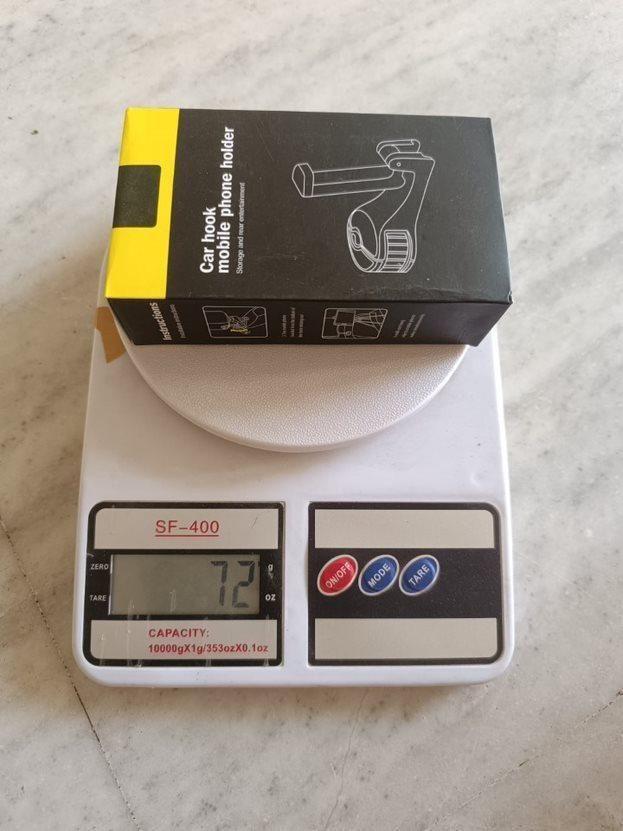 Car hook
mobile phone holder
Storage and rear entertainment
Instructions
SF-400
ZERO
72
g
TARE
oz
CAPACITY:
10000gX1g/353ozX0.1oz
ON/OFF
MODE
TARE